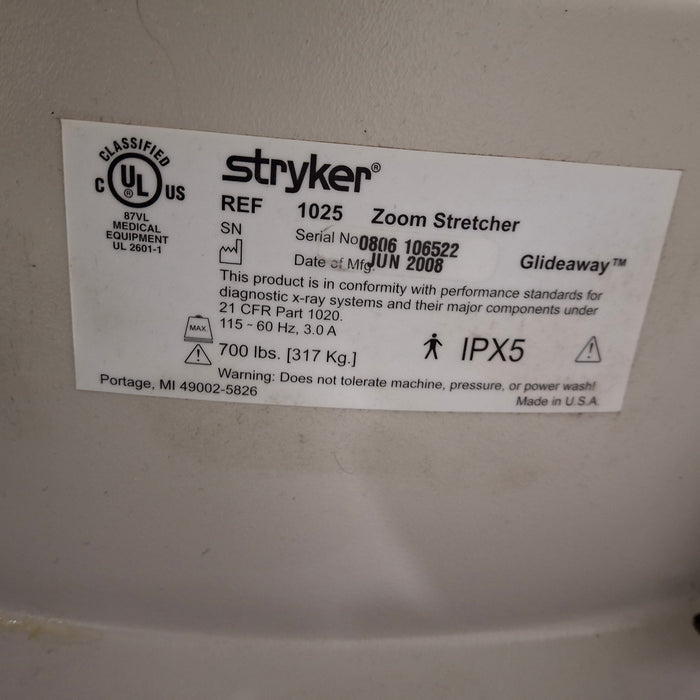 CLASSIFIED
C UL® US
87VL
MEDICAL
EQUIPMENT
UL 2601-1
stryker®
REF 1025 Zoom Stretcher
SN Serial No 0806 106522
Date of Mfg. JUN 2008
Glideaway™
This product is in conformity with performance standards for
diagnostic x-ray systems and their major components under
21 CFR Part 1020.
115 ~ 60 Hz, 3.0 A
MAX
700 lbs. [317 Kg.]
IPX5
Warning: Does not tolerate machine, pressure, or power wash!
Portage, MI 49002-5826
Made in U.S.A.